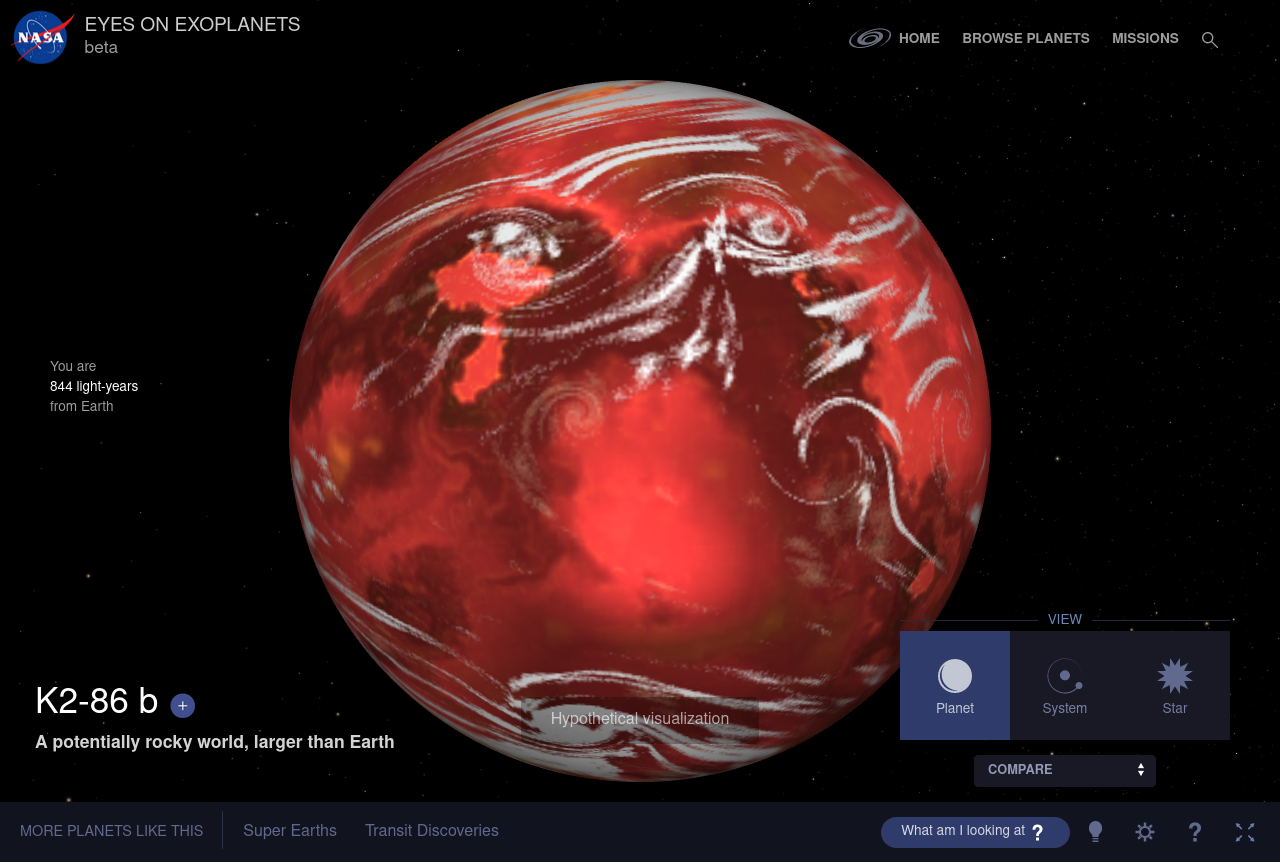 NASA
EYES ON EXOPLANETS
beta
HOME
BROWSE PLANETS
MISSIONS
You are
844 light-years
from Earth
K2-86 b +
A potentially rocky world, larger than Earth
Hypothetical visualization
VIEW
Planet
System
Star
COMPARE
MORE PLANETS LIKE THIS
Super Earths
Transit Discoveries
What am I looking at ?
?